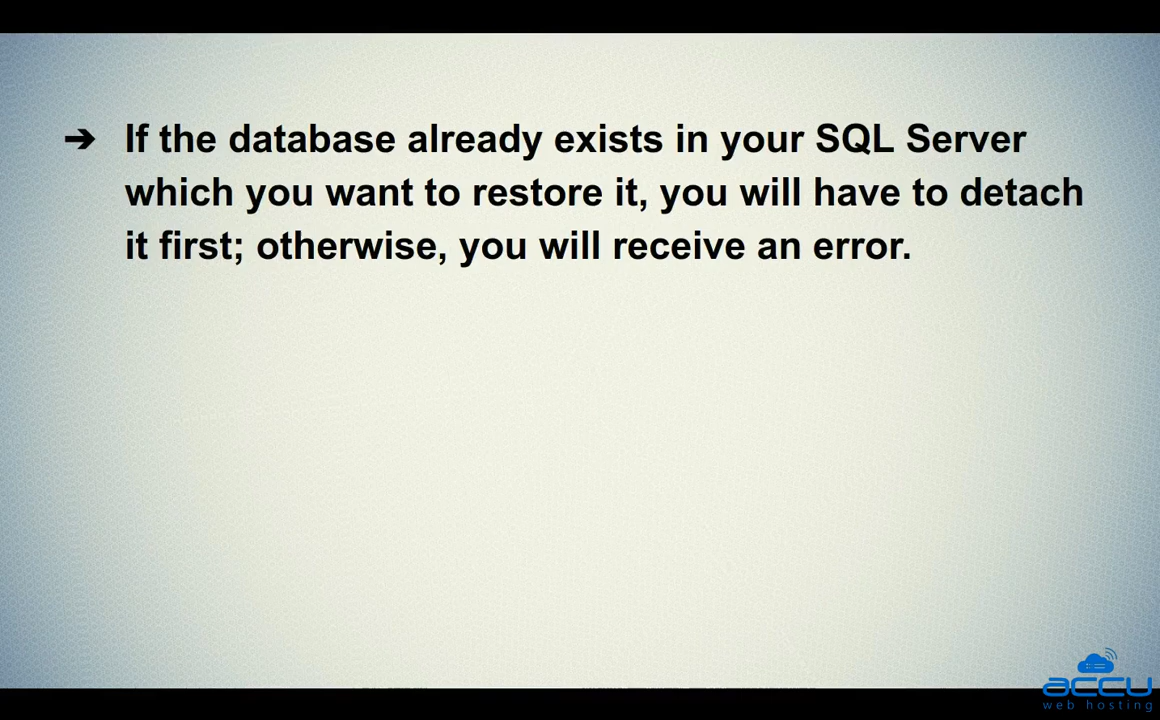 ➔ If the database already exists in your SQL Server
which you want to restore it, you will have to detach
it first; otherwise, you will receive an error.
accu
web hosting